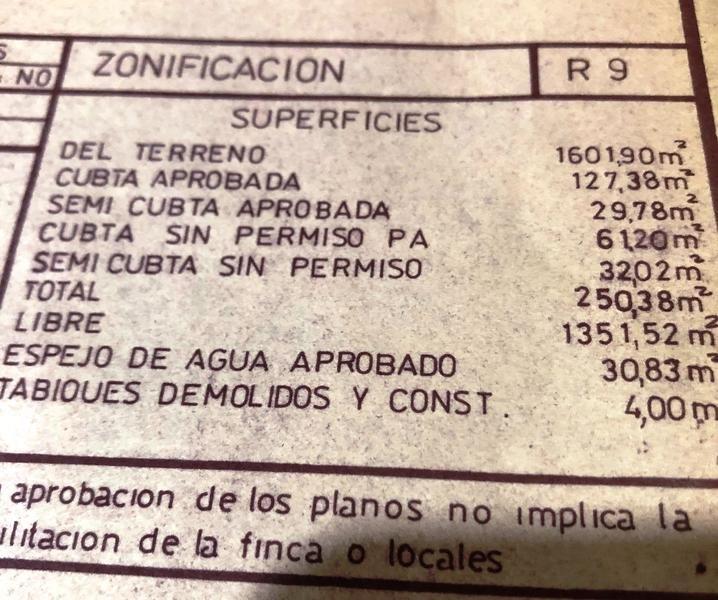 NO
ZONIFICACION R 9
SUPERFICIES
DEL TERRENO 1601,90m²
CUBTA APROBADA 127,38m²
SEMI CUBTA APROBADA 29,78m²
CUBTA SIN PERMISO PA 61,20m²
SEMI CUBTA SIN PERMISO 32,02m²
TOTAL 250,38m²
LIBRE 1351,52 m²
ESPEJO DE AGUA APROBADO 30,83m²
TABIQUES DEMOLIDOS Y CONST. 4,00m
aprobacion de los planos no implica la
ilitacion de la finca o locales